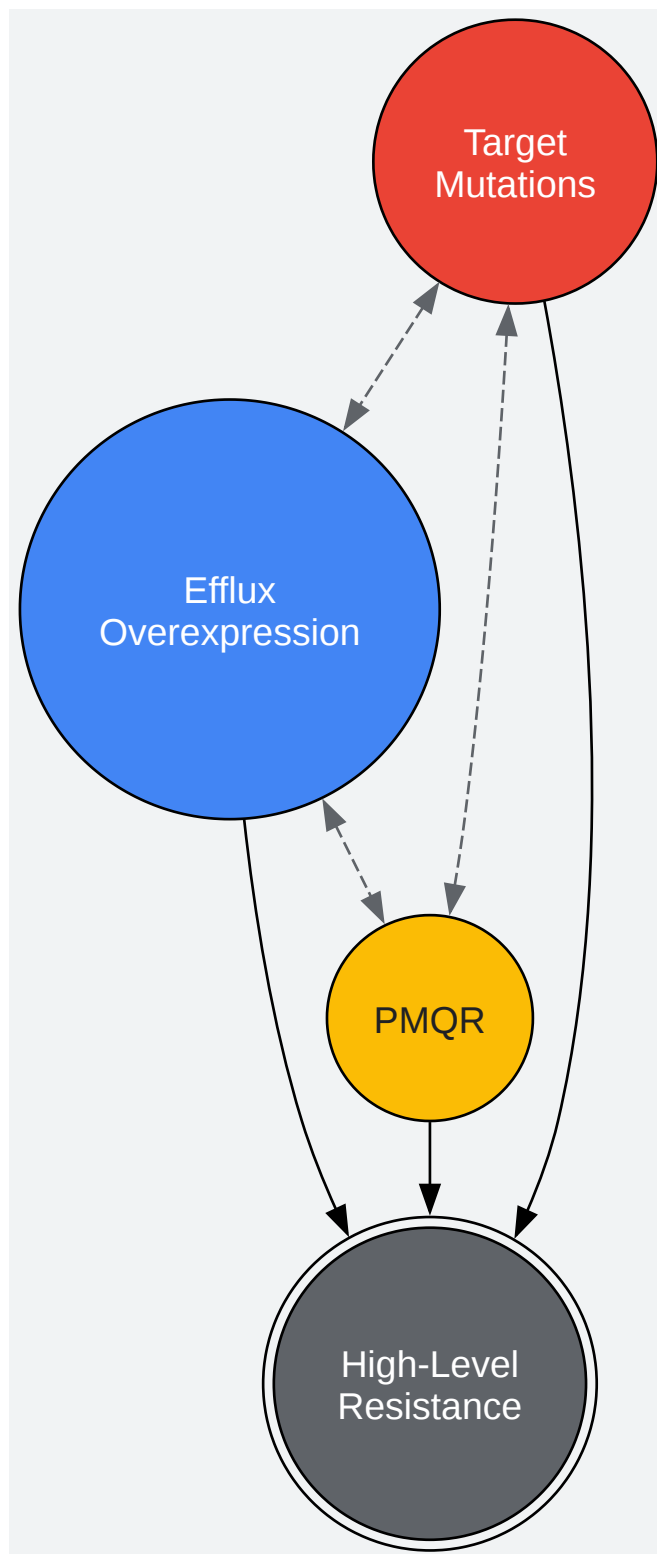 Target
Mutations
Efflux
Overexpression
PMQR
High-Level
Resistance